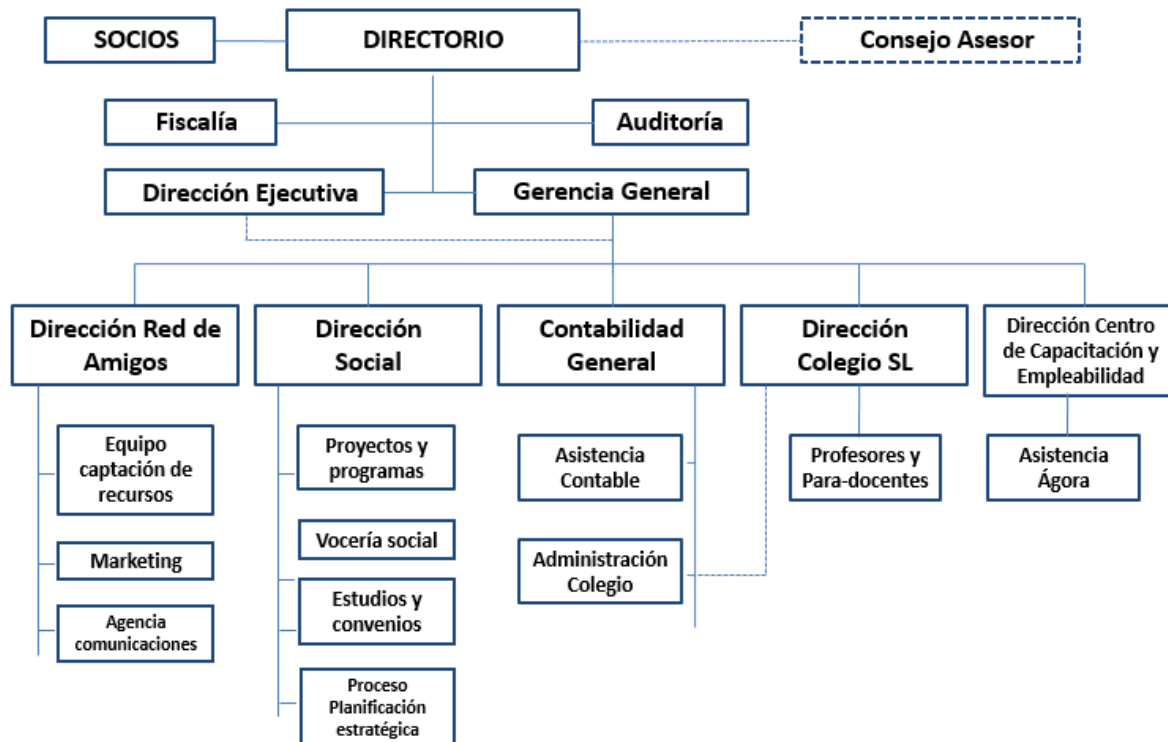 SOCIOS
DIRECTORIO
Consejo Asesor
Fiscalía
Auditoría
Dirección Ejecutiva
Gerencia General
Dirección Red de
Amigos
Dirección
Social
Contabilidad
General
Dirección
Colegio SL
Dirección Centro
de Capacitación y
Empleabilidad
Equipo
captación de
recursos
Marketing
Agencia
comunicaciones
Proyectos y
programas
Vocería social
Estudios y
convenios
Proceso
Planificación
estratégica
Asistencia
Contable
Administración
Colegio
Profesores y
Para-docentes
Asistencia
Ágora